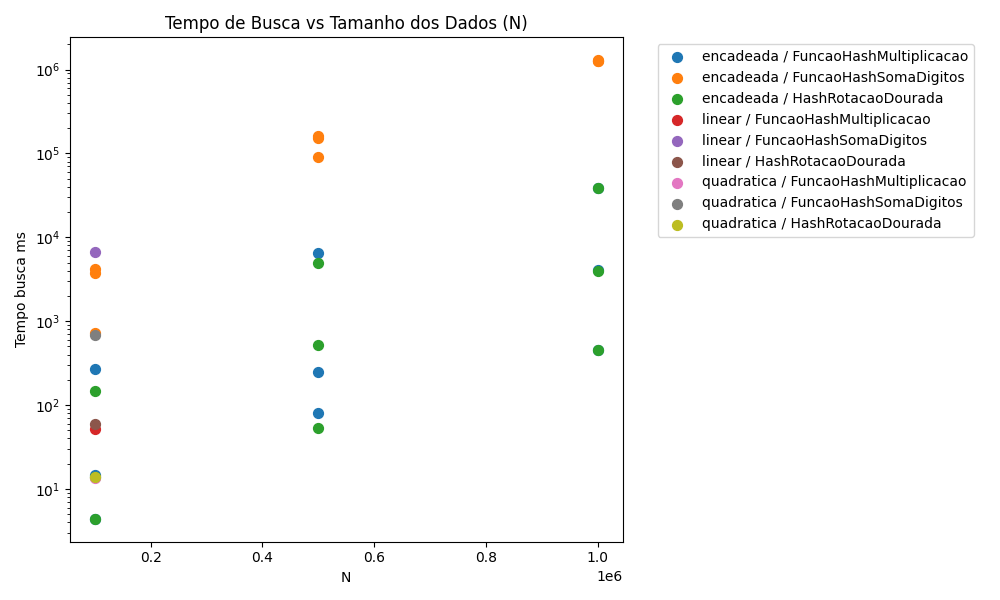 Tempo de Busca vs Tamanho dos Dados (N)
Tempo busca ms
10^6
10^5
10^4
10^3
10^2
10^1
0.2
0.4
0.6
0.8
1.0
1e6
N
encadeada / FuncaoHashMultiplicacao
encadeada / FuncaoHashSomaDigitos
encadeada / HashRotacaoDourada
linear / FuncaoHashMultiplicacao
linear / FuncaoHashSomaDigitos
linear / HashRotacaoDourada
quadratica / FuncaoHashMultiplicacao
quadratica / FuncaoHashSomaDigitos
quadratica / HashRotacaoDourada